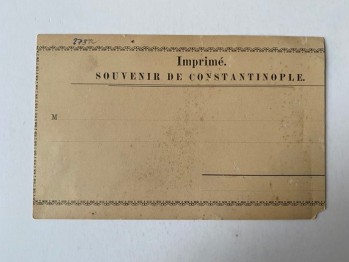 Imprimé.
SOUVENIR DE CONSTANTINOPLE.
M